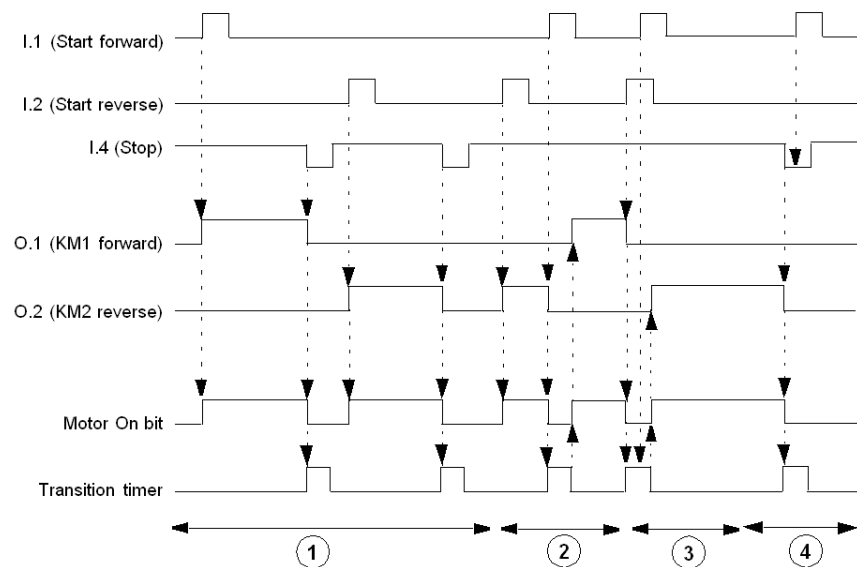 I.1 (Start forward)
I.2 (Start reverse)
I.4 (Stop)
O.1 (KM1 forward)
O.2 (KM2 reverse)
Motor On bit
Transition timer
1
2
3
4